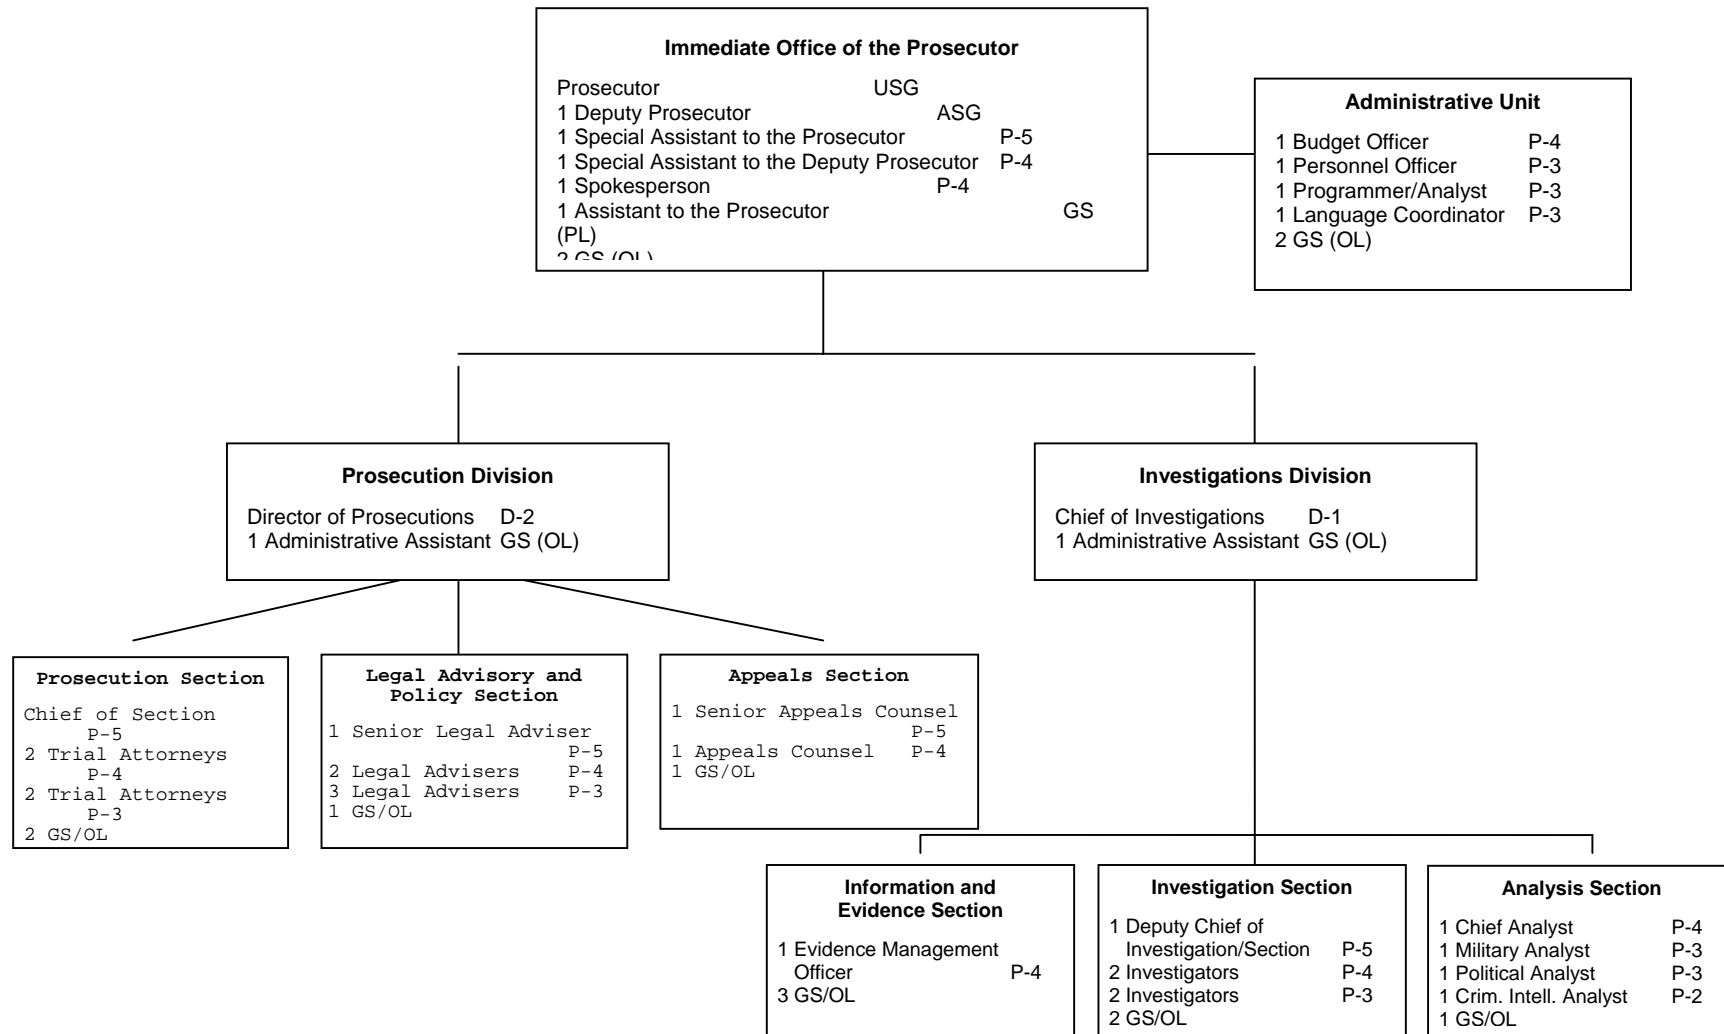 Immediate Office of the Prosecutor
Prosecutor USG
1 Deputy Prosecutor ASG
1 Special Assistant to the Prosecutor P-5
1 Special Assistant to the Deputy Prosecutor P-4
1 Spokesperson P-4
1 Assistant to the Prosecutor GS
(PL)
2 GS (OL)
Administrative Unit
1 Budget Officer P-4
1 Personnel Officer P-3
1 Programmer/Analyst P-3
1 Language Coordinator P-3
2 GS (OL)
Prosecution Division
Director of Prosecutions D-2
1 Administrative Assistant GS (OL)
Investigations Division
Chief of Investigations D-1
1 Administrative Assistant GS (OL)
Prosecution Section
Chief of Section
P-5
2 Trial Attorneys
P-4
2 Trial Attorneys
P-3
2 GS/OL
Legal Advisory and
Policy Section
1 Senior Legal Adviser
P-5
2 Legal Advisers P-4
3 Legal Advisers P-3
1 GS/OL
Appeals Section
1 Senior Appeals Counsel
P-5
1 Appeals Counsel P-4
1 GS/OL
Information and
Evidence Section
1 Evidence Management
Officer P-4
3 GS/OL
Investigation Section
1 Deputy Chief of
Investigation/Section P-5
2 Investigators P-4
2 Investigators P-3
2 GS/OL
Analysis Section
1 Chief Analyst P-4
1 Military Analyst P-3
1 Political Analyst P-3
1 Crim. Intell. Analyst P-2
1 GS/OL